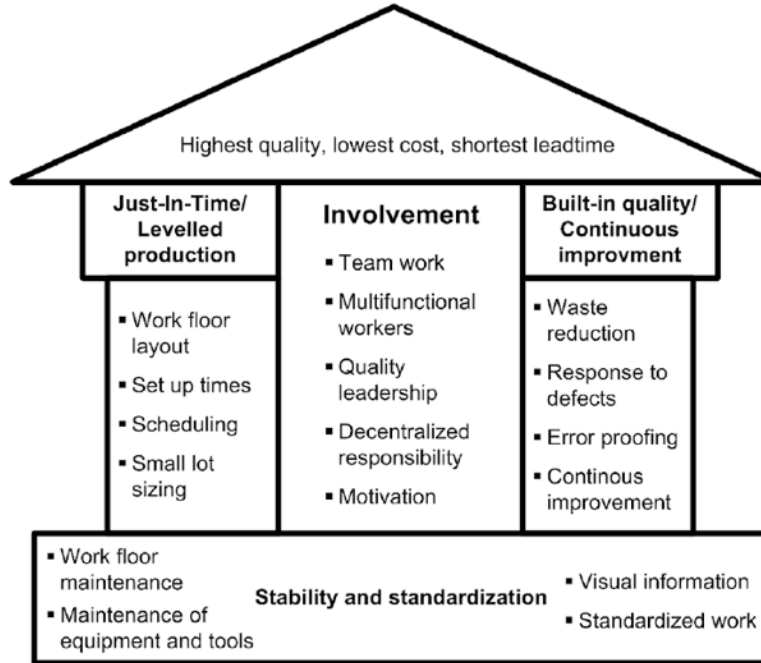 Highest quality, lowest cost, shortest leadtime
Just-In-Time/
Levelled
production
▪ Work floor
layout
▪ Set up times
▪ Scheduling
▪ Small lot
sizing
Involvement
▪ Team work
▪ Multifunctional
workers
▪ Quality
leadership
▪ Decentralized
responsibility
▪ Motivation
Built-in quality/
Continuous
improvment
▪ Waste
reduction
▪ Response to
defects
▪ Error proofing
▪ Continous
improvement
▪ Work floor
maintenance
▪ Maintenance of
equipment and tools
Stability and standardization
▪ Visual information
▪ Standardized work